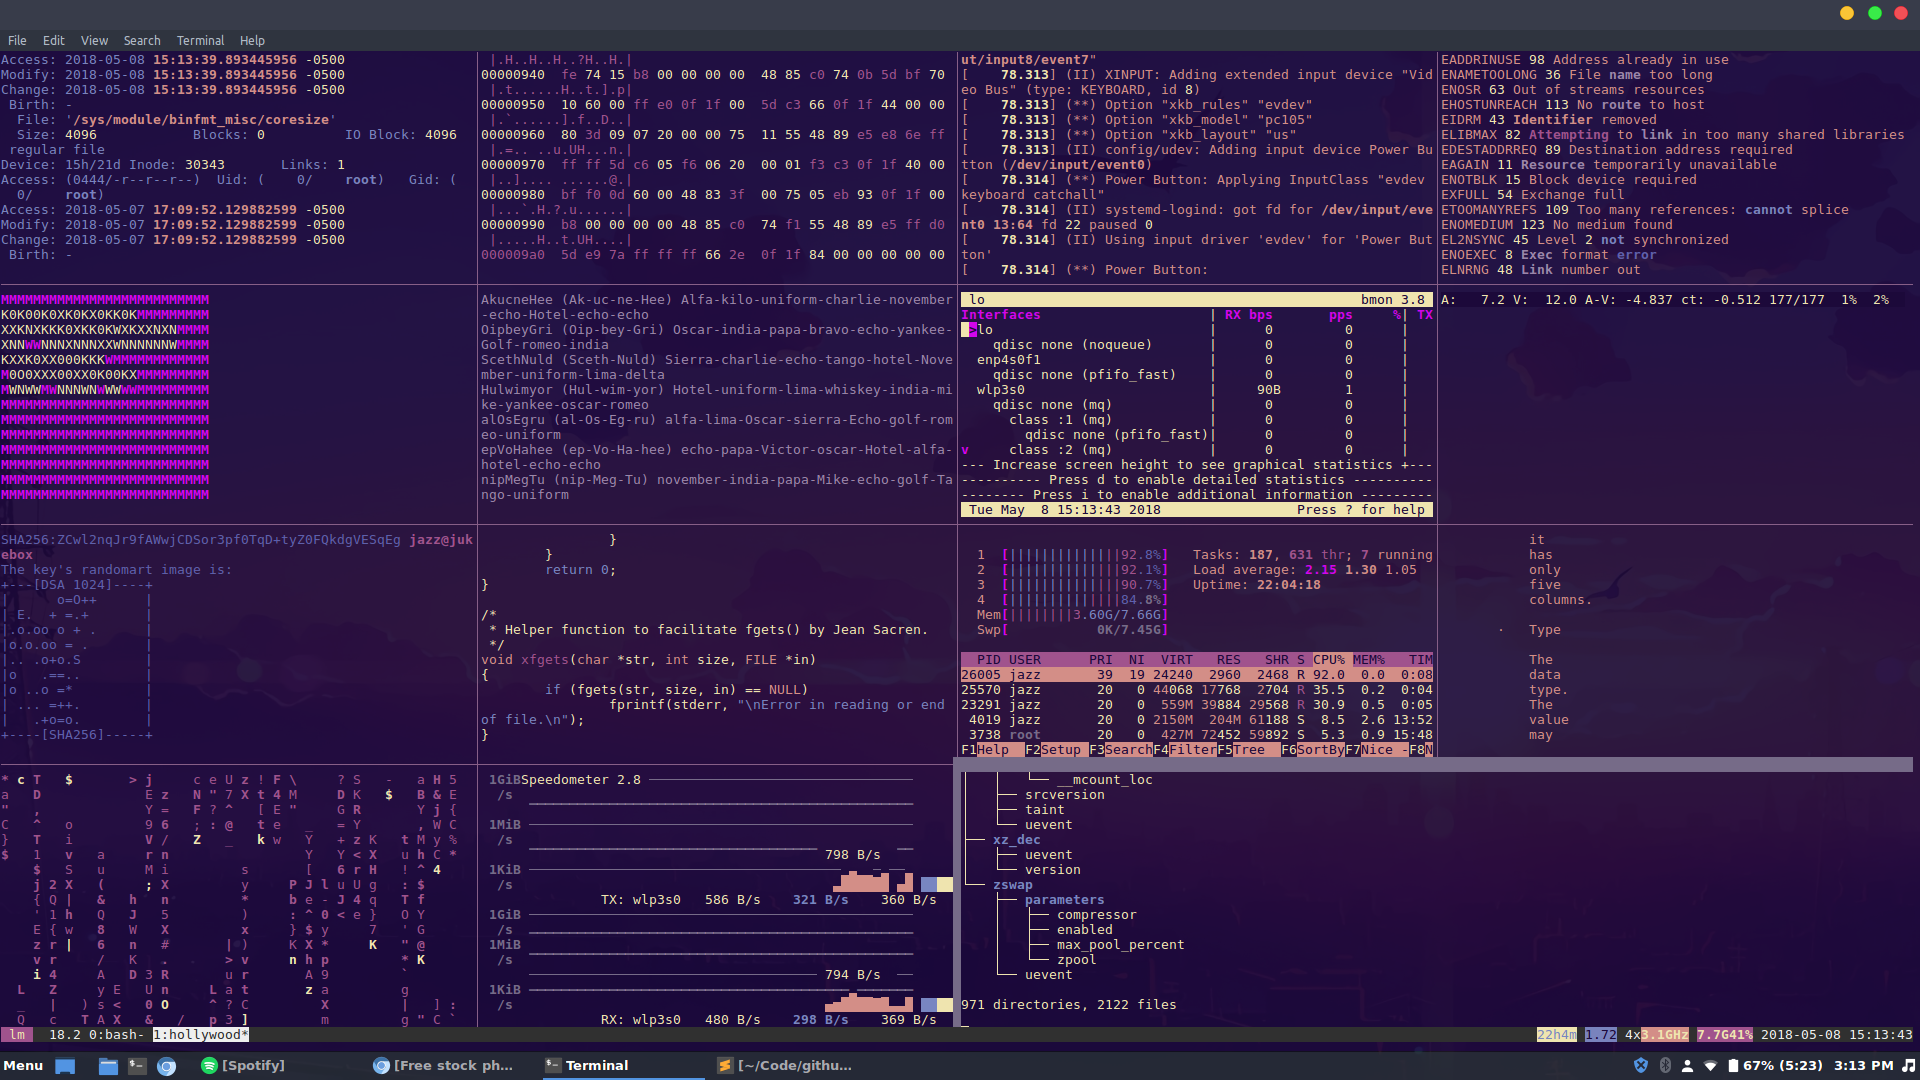 File Edit View Search Terminal Help
Access: 2018-05-08 15:13:39.893445956 -0500
Modify: 2018-05-08 15:13:39.893445956 -0500
Change: 2018-05-08 15:13:39.893445956 -0500
 Birth: -
  File: '/sys/module/binfmt_misc/coresize'
  Size: 4096            Blocks: 0          IO Block: 4096
 regular file
Device: 15h/21d Inode: 30343       Links: 1
Access: (0444/-r--r--r--)  Uid: (    0/    root)   Gid: (
  0/    root)
Access: 2018-05-07 17:09:52.129882599 -0500
Modify: 2018-05-07 17:09:52.129882599 -0500
Change: 2018-05-07 17:09:52.129882599 -0500
 Birth: -
|.H..H..H..?H..H.|
00000940  fe 74 15 b8 00 00 00 00  48 85 c0 74 0b 5d bf 70
|.t......H..t.].p|
00000950  10 60 00 ff e0 0f 1f 00  5d c3 66 0f 1f 44 00 00
|.`......].f..D..|
00000960  80 3d 09 07 20 00 00 75  11 55 48 89 e5 e8 6e ff
|.=.. ..u.UH...n.|
00000970  ff ff 5d c6 05 f6 06 20  00 01 f3 c3 0f 1f 40 00
|..].... ......@.|
00000980  bf f0 0d 60 00 48 83 3f  00 75 05 eb 93 0f 1f 00
|...`.H.?.u......|
00000990  b8 00 00 00 00 48 85 c0  74 f1 55 48 89 e5 ff d0
|.....H..t.UH....|
000009a0  5d e9 7a ff ff ff 66 2e  0f 1f 84 00 00 00 00 00
ut/input8/event7"
[    78.313] (II) XINPUT: Adding extended input device "Vid
eo Bus" (type: KEYBOARD, id 8)
[    78.313] (**) Option "xkb_rules" "evdev"
[    78.313] (**) Option "xkb_model" "pc105"
[    78.313] (**) Option "xkb_layout" "us"
[    78.313] (II) config/udev: Adding input device Power Bu
tton (/dev/input/event0)
[    78.314] (**) Power Button: Applying InputClass "evdev
keyboard catchall"
[    78.314] (II) systemd-logind: got fd for /dev/input/eve
nt0 13:64 fd 22 paused 0
[    78.314] (II) Using input driver 'evdev' for 'Power But
ton'
[    78.314] (**) Power Button:
EADDRINUSE 98 Address already in use
ENAMETOOLONG 36 File name too long
ENOSR 63 Out of streams resources
EHOSTUNREACH 113 No route to host
EIDRM 43 Identifier removed
ELIBMAX 82 Attempting to link in too many shared libraries
EDESTADDRREQ 89 Destination address required
EAGAIN 11 Resource temporarily unavailable
ENOTBLK 15 Block device required
EXFULL 54 Exchange full
ETOOMANYREFS 109 Too many references: cannot splice
ENOMEDIUM 123 No medium found
EL2NSYNC 45 Level 2 not synchronized
ENOEXEC 8 Exec format error
ELNRNG 48 Link number out
MMMMMMMMMMMMMMMMMMMMMMMMMM
K0K00K0XK0KX0KK0KMMMMMMMMM
XXKNXKKK0XKK0KWXKXXNXNMMMM
XNNWWNNNXNNNXXWNNNNNNWMMMM
KXXK0XX000KKKWMMMMMMMMMMMM
M000XXX00XX0K00KXMMMMMMMMM
MWNWWMWNNNWNWWWWWMMMMMMMMM
MMMMMMMMMMMMMMMMMMMMMMMMMM
MMMMMMMMMMMMMMMMMMMMMMMMMM
MMMMMMMMMMMMMMMMMMMMMMMMMM
MMMMMMMMMMMMMMMMMMMMMMMMMM
MMMMMMMMMMMMMMMMMMMMMMMMMM
MMMMMMMMMMMMMMMMMMMMMMMMMM
MMMMMMMMMMMMMMMMMMMMMMMMMM
AkucneHee (Ak-uc-ne-Hee) Alfa-kilo-uniform-charlie-november
-echo-Hotel-echo-echo
OipbeyGri (Oip-bey-Gri) Oscar-india-papa-bravo-echo-yankee-
Golf-romeo-india
ScethNuld (Sceth-Nuld) Sierra-charlie-echo-tango-hotel-Nove
mber-uniform-lima-delta
Hulwimyor (Hul-wim-yor) Hotel-uniform-lima-whiskey-india-mi
ke-yankee-oscar-romeo
alOsEgru (al-Os-Eg-ru) alfa-lima-Oscar-sierra-Echo-golf-rom
eo-uniform
epVoHahee (ep-Vo-Ha-hee) echo-papa-Victor-oscar-Hotel-alfa-
hotel-echo-echo
nipMegTu (nip-Meg-Tu) november-india-papa-Mike-echo-golf-Ta
ngo-uniform
lo                                                bmon 3.8
Interfaces                     | RX bps       pps     %| TX
>lo                            |      0         0      |
    qdisc none (noqueue)       |      0         0      |
  enp4s0f1                     |      0         0      |
    qdisc none (pfifo_fast)    |      0         0      |
  wlp3s0                       |     90B        1      |
    qdisc none (mq)            |      0         0      |
      class :1 (mq)            |      0         0      |
        qdisc none (pfifo_fast)|      0         0      |
v     class :2 (mq)            |      0         0      |
--- Increase screen height to see graphical statistics +---
---------- Press d to enable detailed statistics ----------
-------- Press i to enable additional information ---------
Tue May  8 15:13:43 2018                 Press ? for help
A:   7.2 V:  12.0 A-V: -4.837 ct: -0.512 177/177  1%  2%
SHA256:ZCwl2nqJr9fAWwjCDSor3pf0TqD+tyZ0FQkdgVESqEg jazz@juk
ebox
The key's randomart image is:
+---[DSA 1024]----+
|      o=O++      |
| E.  + =.+       |
|.o.oo o + .      |
|o.o.oo = .       |
|.. .o+o.S        |
|o   .==..        |
|o ..o =*         |
| ... =++.        |
|   .+o=o.        |
+----[SHA256]-----+
                }
        }
        return 0;
}
/*
 * Helper function to facilitate fgets() by Jean Sacren.
 */
void xfgets(char *str, int size, FILE *in)
{
        if (fgets(str, size, in) == NULL)
                fprintf(stderr, "\nError in reading or end
of file.\n");
}
1  [||||||||||||||92.8%]   Tasks: 187, 631 thr; 7 running
2  [||||||||||||||92.1%]   Load average: 2.15 1.30 1.05
3  [||||||||||||||90.7%]   Uptime: 22:04:18
4  [||||||||||||||84.8%]
Mem[||||||||3.60G/7.66G]
Swp[           0K/7.45G]
  PID USER      PRI  NI  VIRT   RES   SHR S CPU% MEM%   TIM
26005 jazz       39  19 24240  2960  2468 R 92.0  0.0  0:08
25570 jazz       20   0 44068 17768  2704 R 35.5  0.2  0:04
23291 jazz       20   0  559M 39884 29568 R 30.9  0.5  0:05
 4019 jazz       20   0 2150M  204M 61188 S  8.5  2.6 13:52
 3738 root       20   0  427M 72452 59892 S  5.3  0.9 15:48
F1Help  F2Setup F3SearchF4FilterF5Tree  F6SortByF7Nice -F8N
it
has
only
five
columns.
· Type
The
data
type.
The
value
may
1GiBSpeedometer 2.8
/s
1MiB
/s
798 B/s
1KiB
/s
TX: wlp3s0   586 B/s    321 B/s    360 B/s
1GiB
/s
1MiB
/s
794 B/s
1KiB
/s
RX: wlp3s0   480 B/s    298 B/s    369 B/s
│   │   └── __mount_loc
│   ├── srcversion
│   ├── taint
│   └── uevent
├── xz_dec
│   ├── uevent
│   └── version
└── zswap
    ├── parameters
    │   ├── compressor
    │   ├── enabled
    │   ├── max_pool_percent
    │   └── zpool
    └── uevent
971 directories, 2122 files
lm  18.2 0:bash- 1:hollywood*
22h4m 1.72 4x3.1GHz 7.7G41% 2018-05-08 15:13:43
Menu [Spotify] [Free stock ph... Terminal [~/Code/githu... 67% (5:23) 3:13 PM